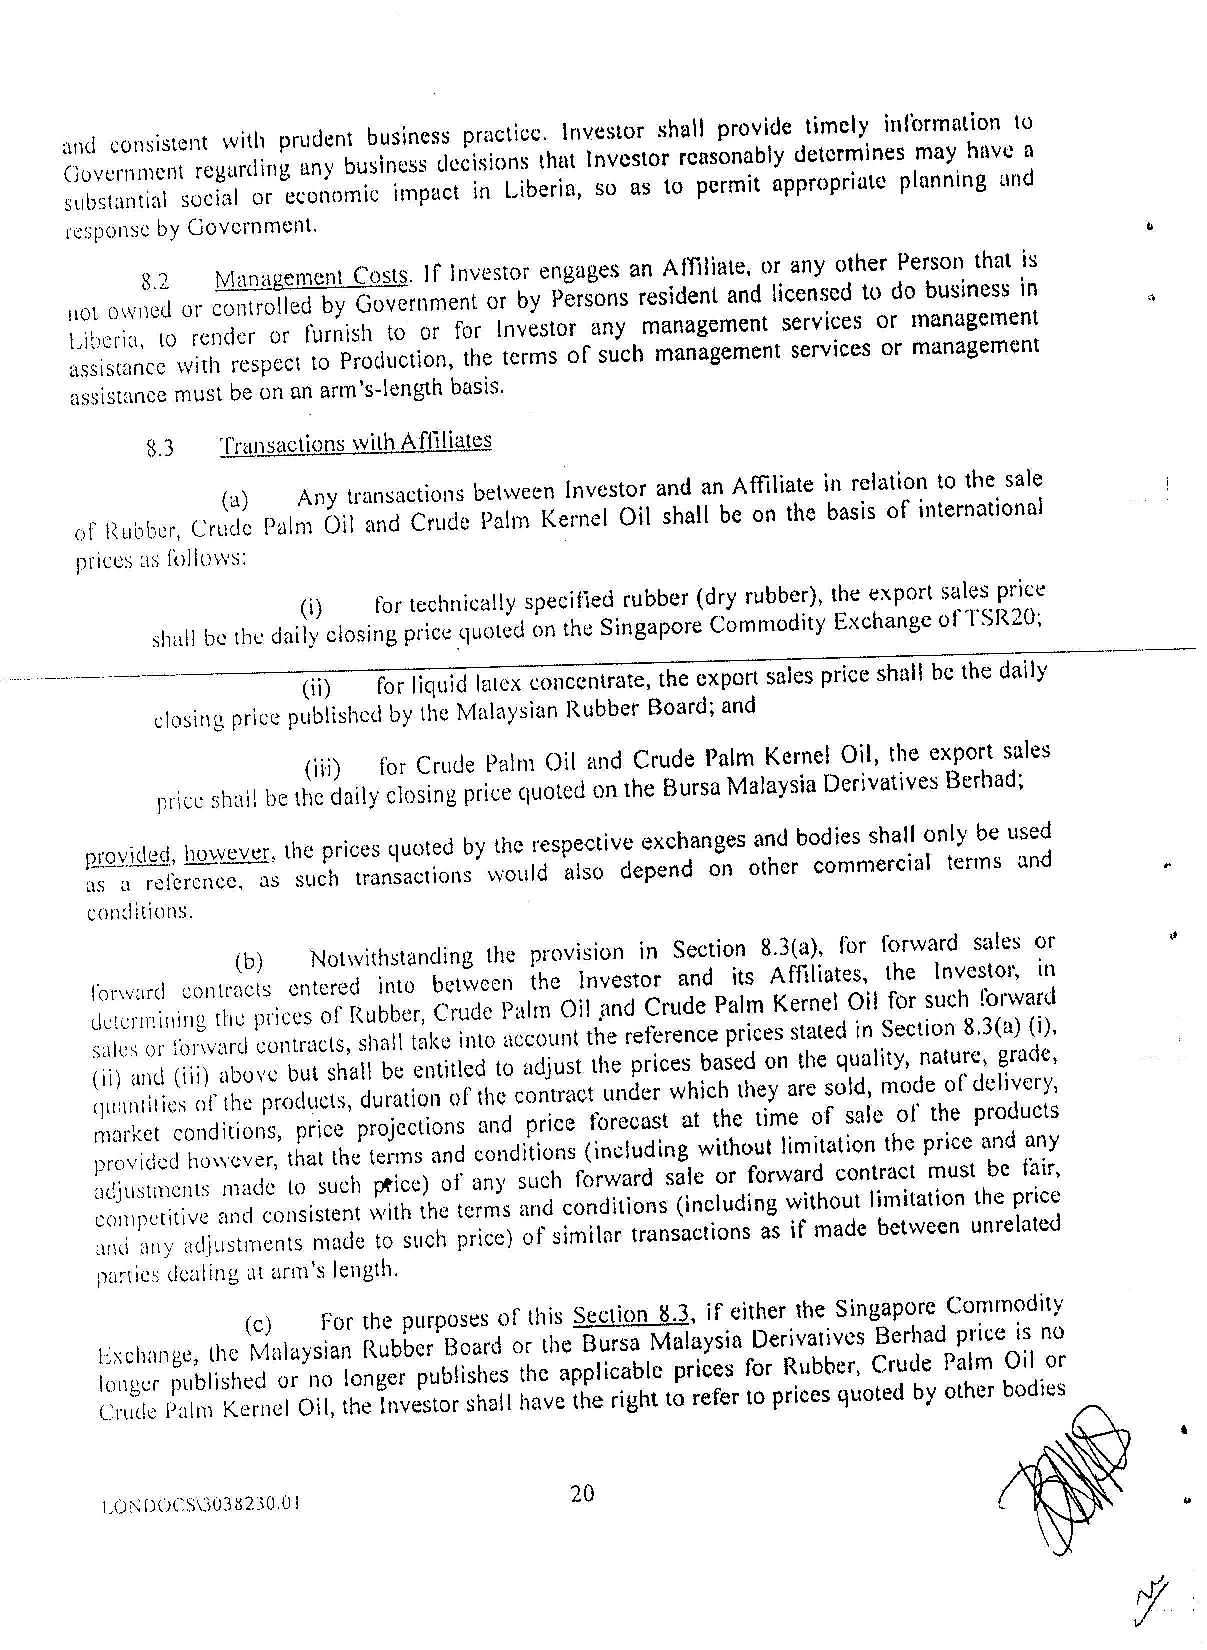 and consistent with prudent business practice. Investor shall provide timely information to
Government regarding any business decisions that Investor reasonably determines may have a
substantial social or economic impact in Liberia, so as to permit appropriate planning and
response by Government.
8.2 Management Costs. If Investor engages an Affiliate, or any other Person that is
not owned or controlled by Government or by Persons resident and licensed to do business in
Liberia, to render or furnish to or for Investor any management services or management
assistance with respect to Production, the terms of such management services or management
assistance must be on an arm's-length basis.
8.3 Transactions with Affiliates
(a) Any transactions between Investor and an Affiliate in relation to the sale
of Rubber, Crude Palm Oil and Crude Palm Kernel Oil shall be on the basis of international
prices as follows:
(i) for technically specified rubber (dry rubber), the export sales price
shall be the daily closing price quoted on the Singapore Commodity Exchange of TSR20;
(ii) for liquid latex concentrate, the export sales price shall be the daily
closing price published by the Malaysian Rubber Board; and
(iii) for Crude Palm Oil and Crude Palm Kernel Oil, the export sales
price shall be the daily closing price quoted on the Bursa Malaysia Derivatives Berhad;
provided, however, the prices quoted by the respective exchanges and bodies shall only be used
as a reference, as such transactions would also depend on other commercial terms and
conditions.
(b) Notwithstanding the provision in Section 8.3(a), for forward sales or
forward contracts entered into between the Investor and its Affiliates, the Investor, in
determining the prices of Rubber, Crude Palm Oil and Crude Palm Kernel Oil for such forward
sales or forward contracts, shall take into account the reference prices stated in Section 8.3(a) (i),
(ii) and (iii) above but shall be entitled to adjust the prices based on the quality, nature, grade,
quantities of the products, duration of the contract under which they are sold, mode of delivery,
market conditions, price projections and price forecast at the time of sale of the products
provided however, that the terms and conditions (including without limitation the price and any
adjustments made to such price) of any such forward sale or forward contract must be fair,
competitive and consistent with the terms and conditions (including without limitation the price
and any adjustments made to such price) of similar transactions as if made between unrelated
parties dealing at arm's length.
(c) For the purposes of this Section 8.3, if either the Singapore Commodity
Exchange, the Malaysian Rubber Board or the Bursa Malaysia Derivatives Berhad price is no
longer published or no longer publishes the applicable prices for Rubber, Crude Palm Oil or
Crude Palm Kernel Oil, the Investor shall have the right to refer to prices quoted by other bodies
LONDOCS\3038230.01
20